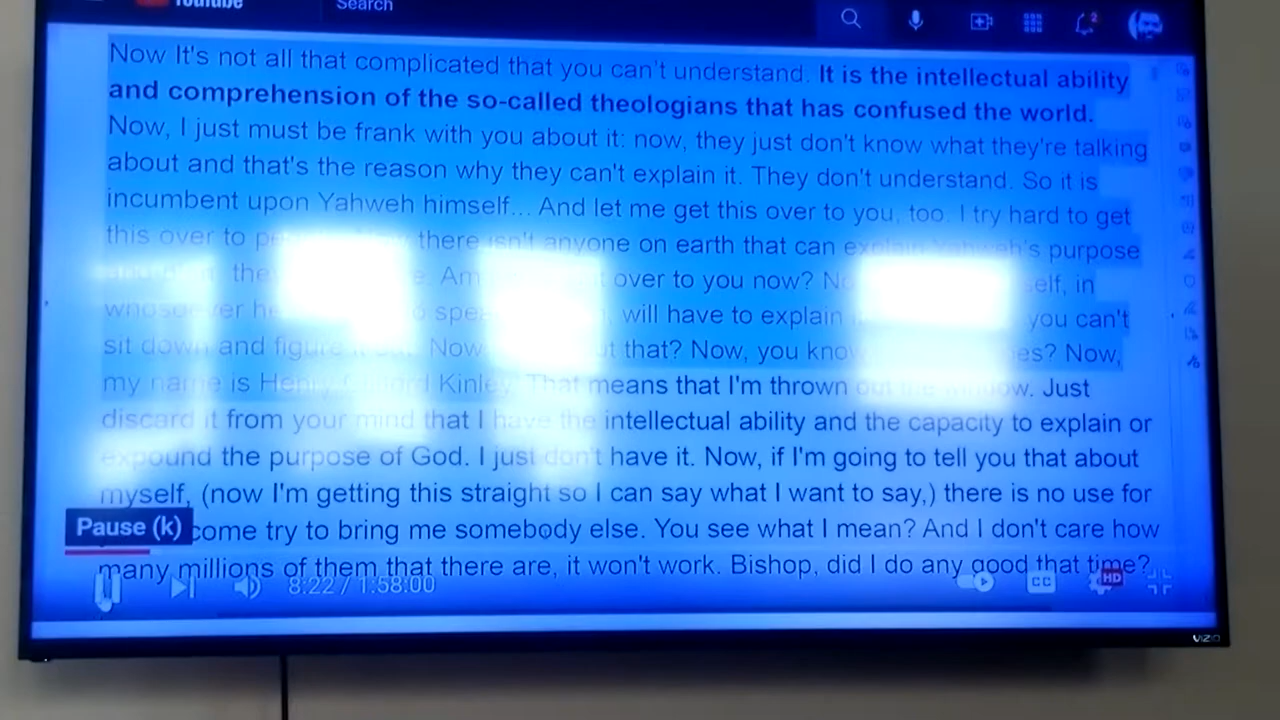 YouTube
Search
2
Now It's not all that complicated that you can't understand. It is the intellectual ability
and comprehension of the so-called theologians that has confused the world.
Now, I just must be frank with you about it: now, they just don't know what they're talking
about and that's the reason why they can't explain it. They don't understand. So it is
incumbent upon Yahweh himself... And let me get this over to you, too. I try hard to get
this over to there isn't anyone on earth that can explain Yahweh's purpose
the Am over to you now?
in
whosoever will have to explain you can't
sit down and figure Now that? Now, you know Now,
my name is Henry Kinley. That means that I'm thrown out the window. Just
discard it from your mind that I have the intellectual ability and the capacity to explain or
expound the purpose of God. I just don't have it. Now, if I'm going to tell you that about
myself, (now I'm getting this straight so I can say what I want to say,) there is no use for
come try to bring me somebody else. You see what I mean? And I don't care how
many millions of them that there are, it won't work. Bishop, did I do any good that time?
Pause (k)
8:22 / 1:58:00
CC
HD
VIZIO